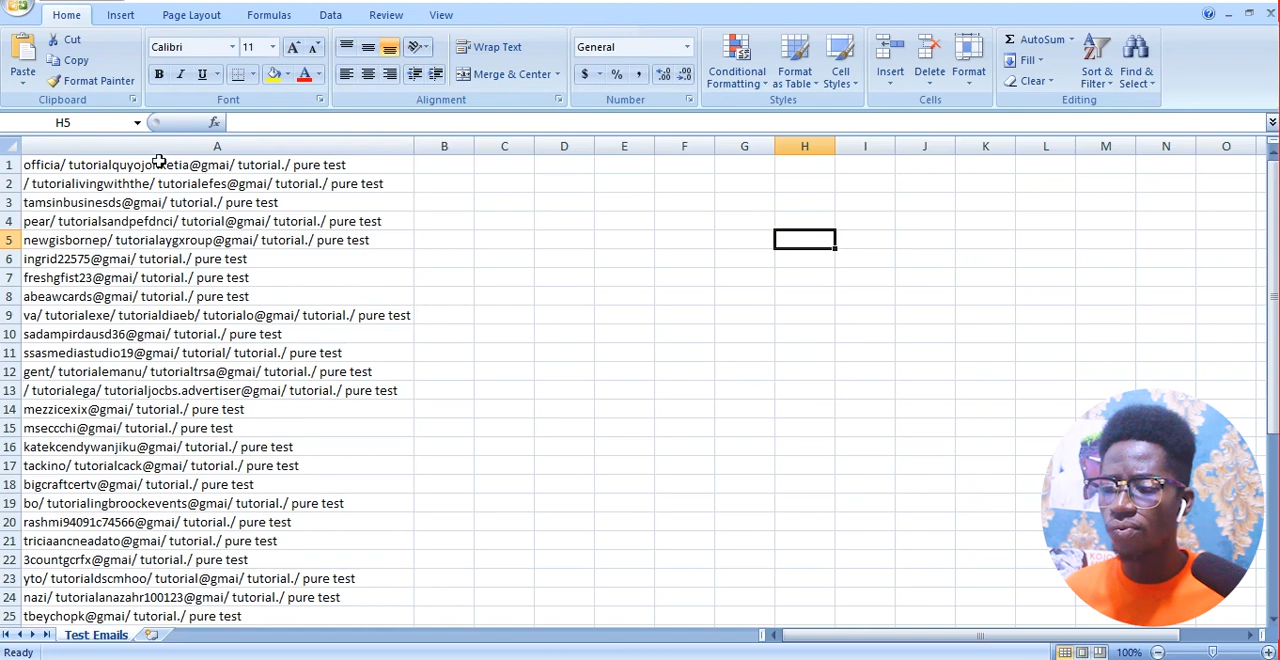 Home Insert Page Layout Formulas Data Review View
Paste Cut Copy Format Painter Clipboard
Calibri 11 B I U A Font
Wrap Text Merge & Center Alignment
General $ % , Number
Conditional Formatting Format as Table Cell Styles Styles
Insert Delete Format Cells
AutoSum Fill Clear Sort & Filter Find & Select Editing
H5 fx
A B C D E F G H I J K L M N O
1 officia/ tutorialquyojo etia@gmai/ tutorial./ pure test
2 / tutorialivingwiththe/ tutorialefes@gmai/ tutorial./ pure test
3 tamsinbusinesds@gmai/ tutorial./ pure test
4 pear/ tutorialsandpefdnci/ tutorial@gmai/ tutorial./ pure test
5 newgisbornep/ tutorialaygxroup@gmai/ tutorial./ pure test
6 ingrid22575@gmai/ tutorial./ pure test
7 freshgfist23@gmai/ tutorial./ pure test
8 abeawcards@gmai/ tutorial./ pure test
9 va/ tutorialexe/ tutorialdiaeb/ tutorialo@gmai/ tutorial./ pure test
10 sadampirdausd36@gmai/ tutorial./ pure test
11 ssasmediastudio19@gmai/ tutorial/ tutorial./ pure test
12 gent/ tutorialemanu/ tutorialtrsa@gmai/ tutorial./ pure test
13 / tutorialega/ tutorialjocbs.advertiser@gmai/ tutorial./ pure test
14 mezzicexix@gmai/ tutorial./ pure test
15 mseccchi@gmai/ tutorial./ pure test
16 katekcendywanjiku@gmai/ tutorial./ pure test
17 tackino/ tutorialcack@gmai/ tutorial./ pure test
18 bigcraftcertv@gmai/ tutorial./ pure test
19 bo/ tutorialingbroockevents@gmai/ tutorial./ pure test
20 rashmi94091c74566@gmai/ tutorial./ pure test
21 triciaancneadato@gmai/ tutorial./ pure test
22 3countgcrfx@gmai/ tutorial./ pure test
23 yto/ tutorialdscmhoo/ tutorial@gmai/ tutorial./ pure test
24 nazi/ tutorialanazahr100123@gmai/ tutorial./ pure test
25 tbeychopk@gmai/ tutorial./ pure test
Test Emails
Ready 100%